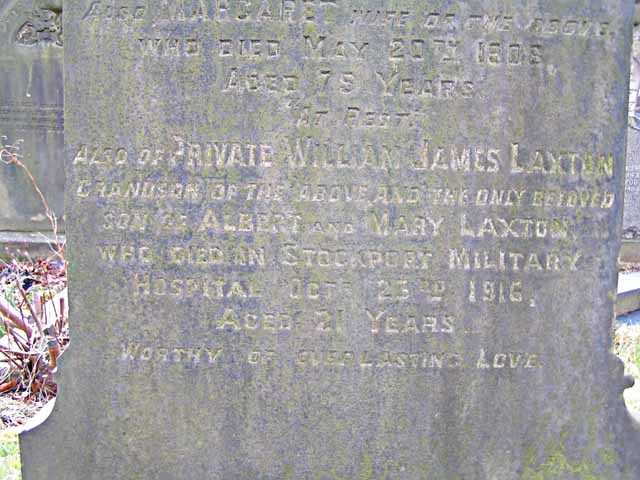 ALSO MARGARET WIFE OF THE ABOVE,
WHO DIED MAY 20TH 1908,
AGED 75 YEARS.
"AT REST."
ALSO OF PRIVATE WILLIAM JAMES LAXTON
GRANDSON OF THE ABOVE AND THE ONLY BELOVED
SON OF ALBERT AND MARY LAXTON,
WHO DIED IN STOCKPORT MILITARY
HOSPITAL OCTR 23RD 1916,
AGED 21 YEARS.
WORTHY OF EVERLASTING LOVE.